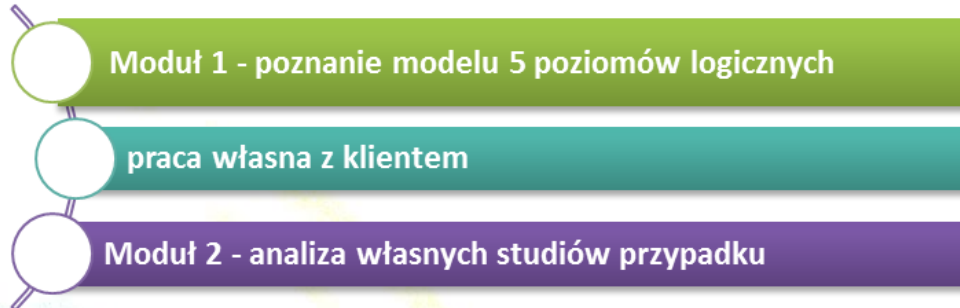 Moduł 1 - poznanie modelu 5 poziomów logicznych
praca własna z klientem
Moduł 2 - analiza własnych studiów przypadku